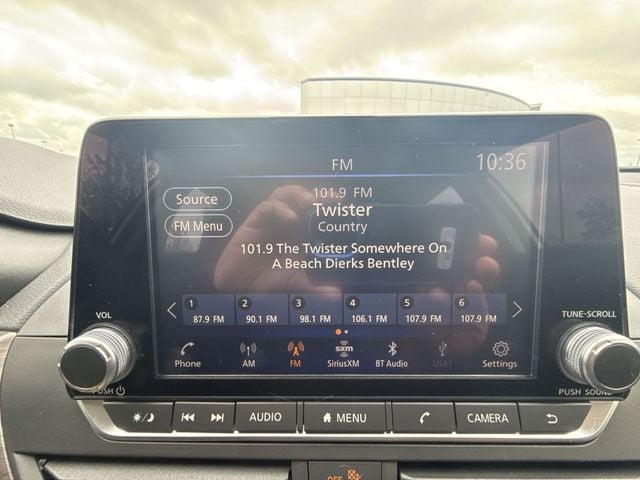 FM 10:36
Source
FM Menu
101.9 FM
Twister
Country
101.9 The Twister Somewhere On
A Beach Dierks Bentley
1 2 3 4 5 6
87.9 FM 90.1 FM 98.1 FM 106.1 FM 107.9 FM 107.9 FM
sxm
Phone AM FM SiriusXM BT Audio USB1 Settings
VOL TUNE·SCROLL
PUSH PUSH SOUND
AUDIO MENU CAMERA
OFF